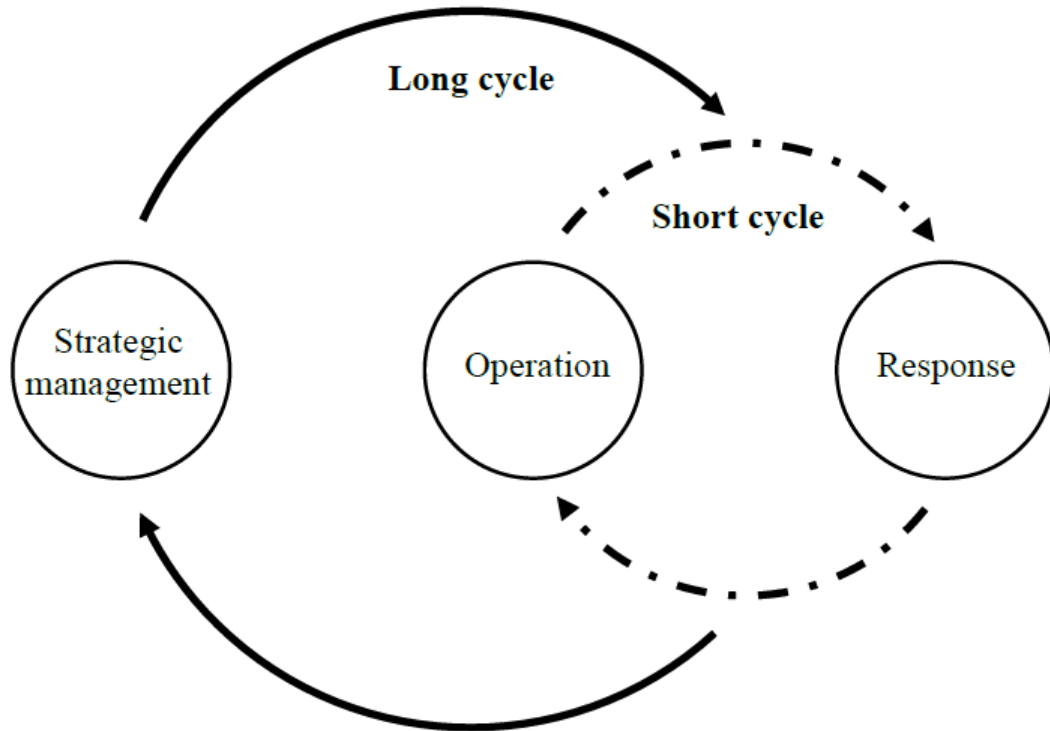 Long cycle
Short cycle
Strategic
management
Operation
Response